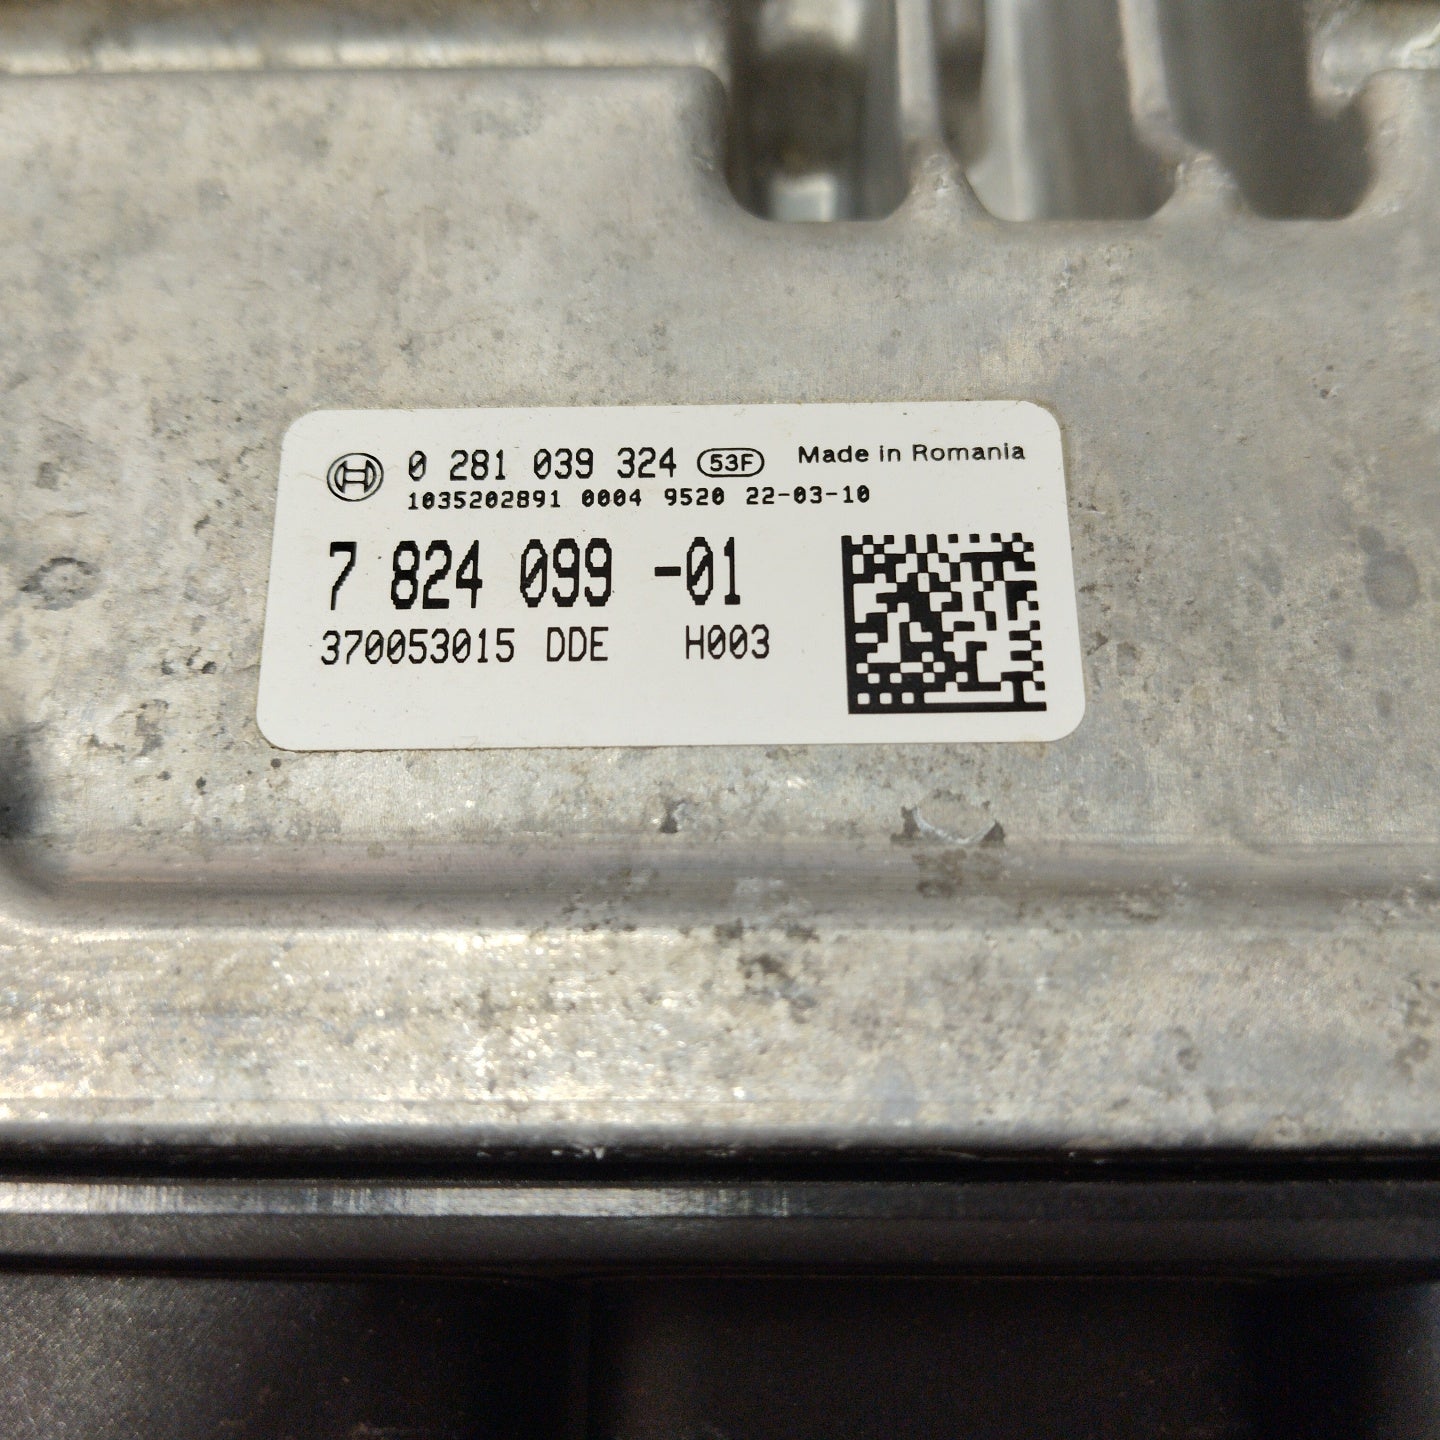 0 281 039 324 53F Made in Romania
1035202891 0004 9520 22-03-10
7 824 099 -01
370053015 DDE H003